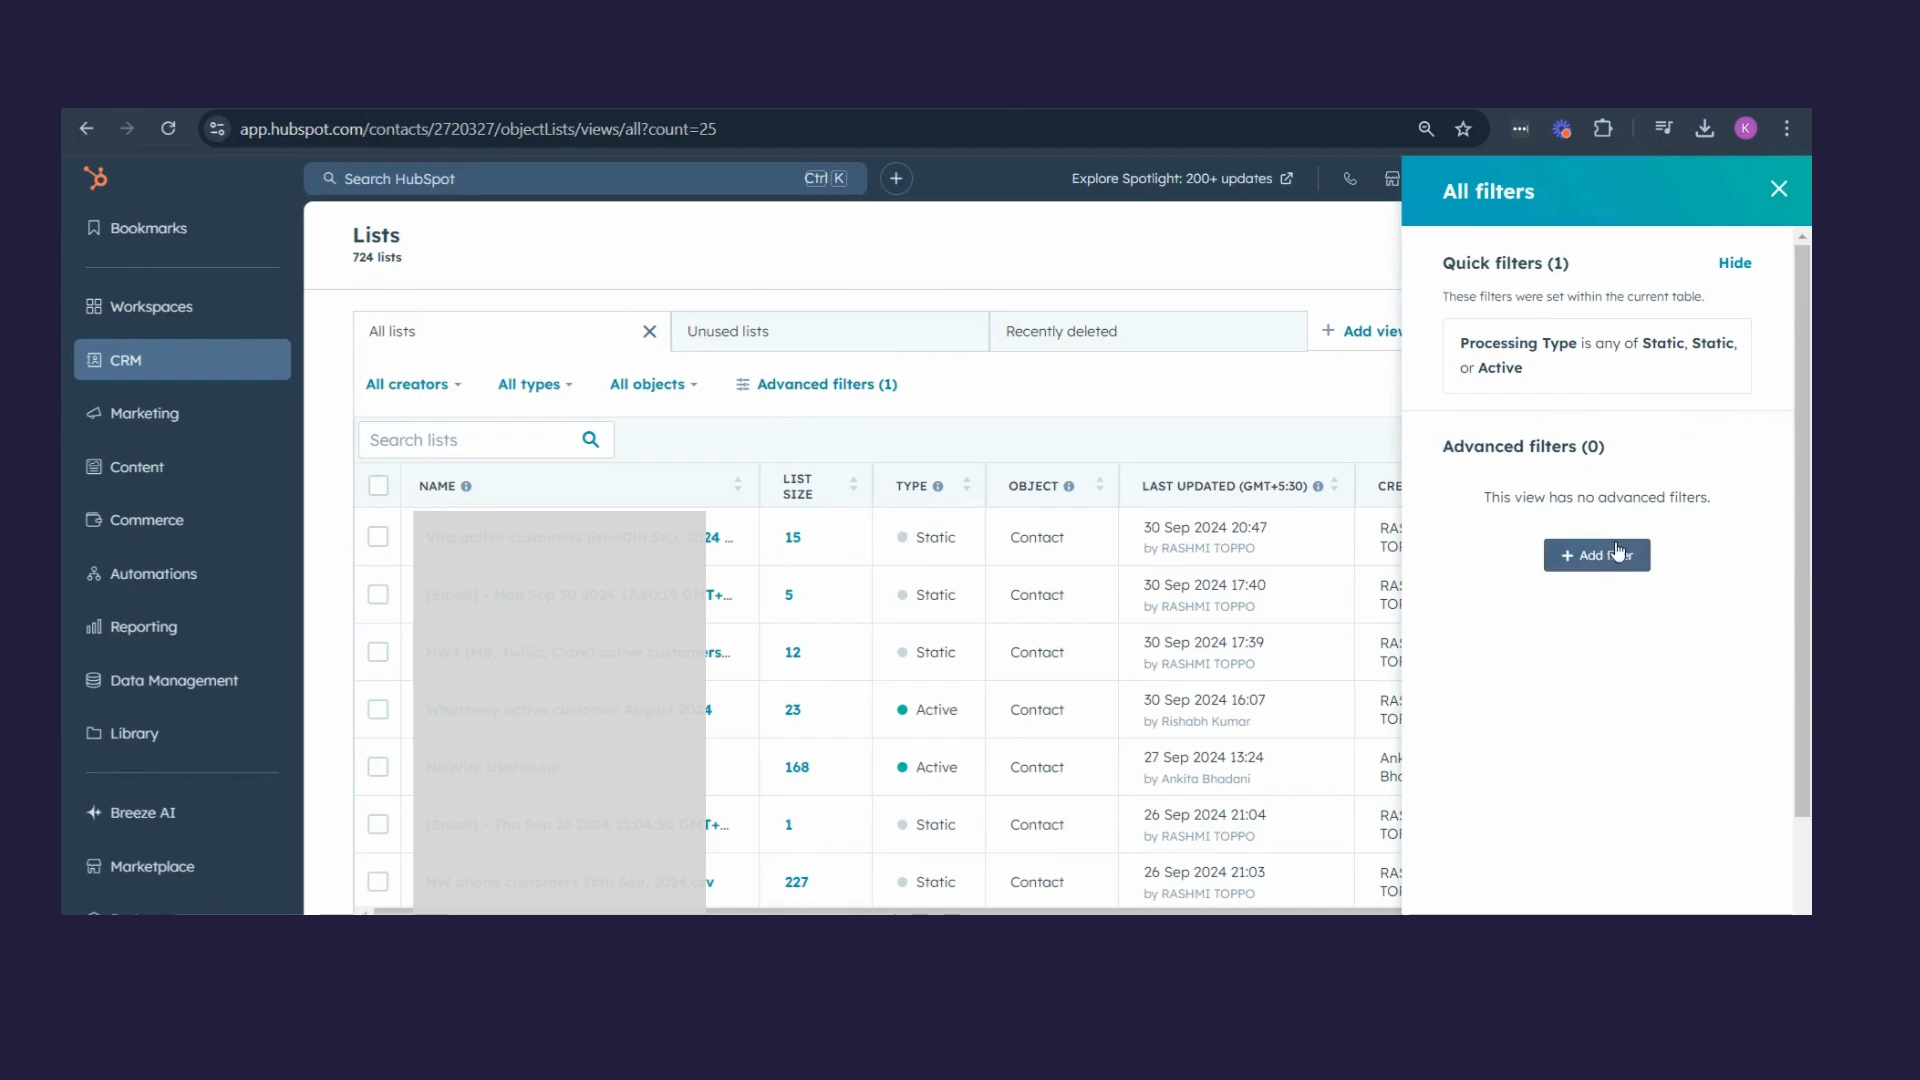 app.hubspot.com/contacts/2720327/objectLists/views/all?count=25
K
Search HubSpot
Ctrl K
Explore Spotlight: 200+ updates
All filters
Bookmarks
Workspaces
CRM
Marketing
Content
Commerce
Automations
Reporting
Data Management
Library
Breeze AI
Marketplace
Lists
724 lists
All lists
Unused lists
Recently deleted
+ Add view
All creators
All types
All objects
Advanced filters (1)
Search lists
NAME
LIST SIZE
TYPE
OBJECT
LAST UPDATED (GMT+5:30)
CRE
Vira active customers list-30th Sep, 2024 ...
15
Static
Contact
30 Sep 2024 20:47
by RASHMI TOPPO
RAS
TOP
[Email] - Mon Sep 30 2024 17:40:19 GMT+...
5
Static
Contact
30 Sep 2024 17:40
by RASHMI TOPPO
RAS
TOP
HWA (MB, Twilio, Clare) active customers...
12
Static
Contact
30 Sep 2024 17:39
by RASHMI TOPPO
RAS
TOP
Whatswey active customer August 2024
23
Active
Contact
30 Sep 2024 16:07
by Rishabh Kumar
RAS
TOP
Username
168
Active
Contact
27 Sep 2024 13:24
by Ankita Bhadani
Ank
Bha
[Email] - Thu Sep 26 2024 21:04:50 GMT+...
1
Static
Contact
26 Sep 2024 21:04
by RASHMI TOPPO
RAS
TOP
HW phone customers 26th Sep, 2024.csv
227
Static
Contact
26 Sep 2024 21:03
by RASHMI TOPPO
RAS
TOP
Quick filters (1)
Hide
These filters were set within the current table.
Processing Type is any of Static, Static,
or Active
Advanced filters (0)
This view has no advanced filters.
+ Add filter